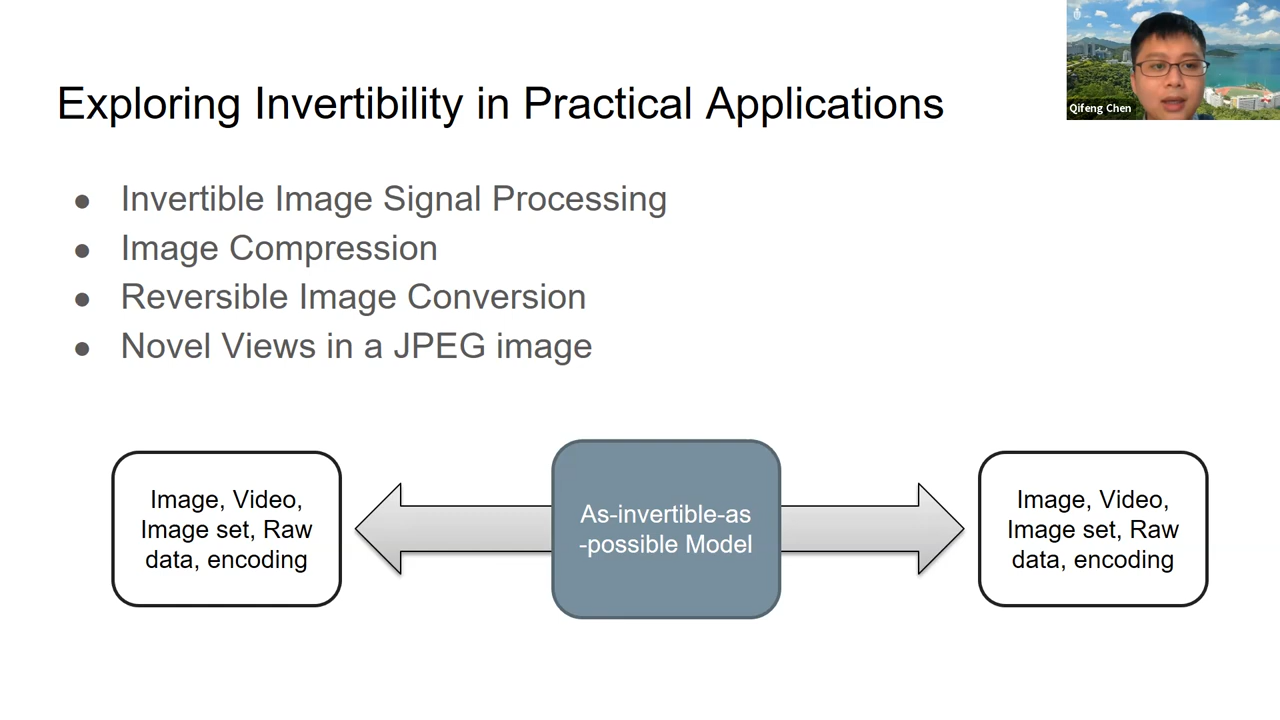 Exploring Invertibility in Practical Applications
Qifeng Chen
● Invertible Image Signal Processing
● Image Compression
● Reversible Image Conversion
● Novel Views in a JPEG image
Image, Video,
Image set, Raw
data, encoding
As-invertible-as
-possible Model
Image, Video,
Image set, Raw
data, encoding